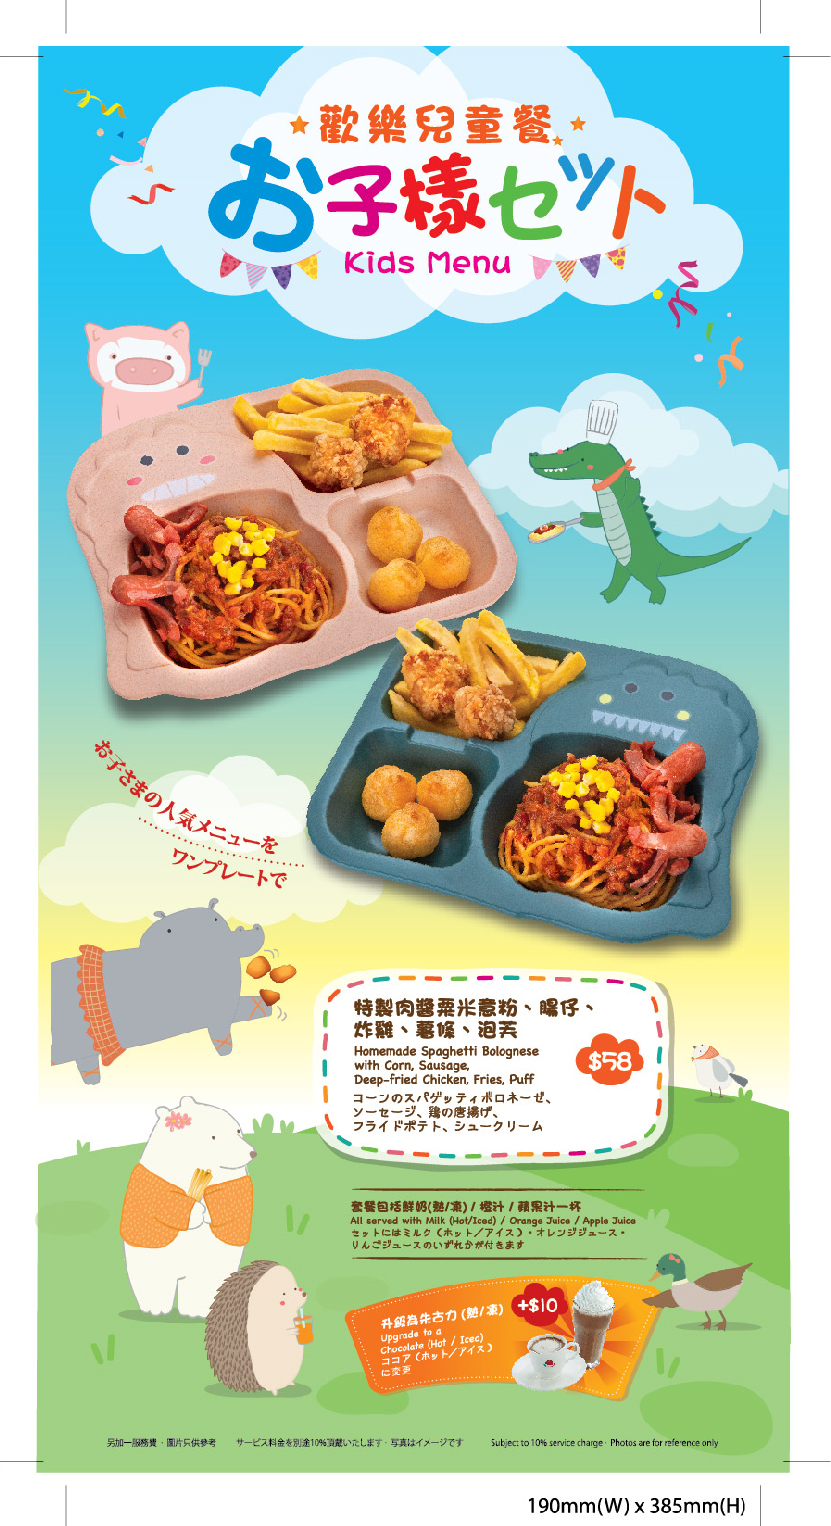 歡樂兒童餐
お子様セット
Kids Menu
お子さまの人気メニューを
ワンプレートで
特製肉醬粟米意粉、腸仔、
炸雞、薯條、泡芙
Homemade Spaghetti Bolognese
with Corn, Sausage,
Deep-fried Chicken, Fries, Puff
コーンのスパゲッティボロネーゼ、
ソーセージ、鶏の唐揚げ、
フライドポテト、シュークリーム
$58
套餐包括鮮奶(熱/凍) / 橙汁 / 蘋果汁一杯
All served with Milk (Hot/Iced) / Orange Juice / Apple Juice
セットにはミルク（ホット／アイス）・オレンジジュース・
りんごジュースのいずれかが付きます
升級為朱古力 (熱/凍)
+$10
Upgrade to a
Chocolate (Hot / Iced)
ココア（ホット／アイス）
に変更
另加一服務費 · 圖片只供參考 サービス料金を別途10%頂戴いたします · 写真はイメージです Subject to 10% service charge · Photos are for reference only
190mm(W) x 385mm(H)